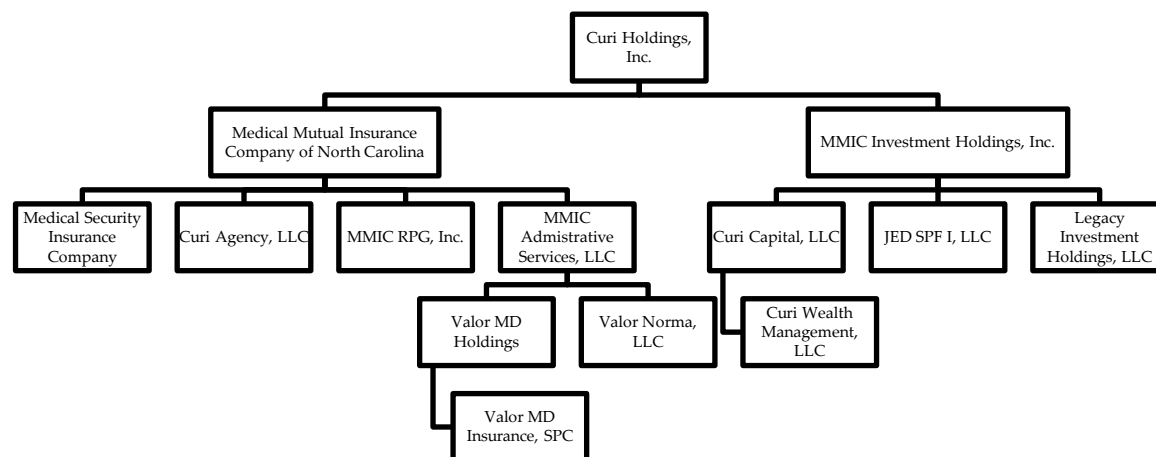 Curi Holdings,
Inc.
Medical Mutual Insurance
Company of North Carolina
MMIC Investment Holdings, Inc.
Medical Security
Insurance
Company
Curi Agency, LLC
MMIC RPG, Inc.
MMIC
Admistrative
Services, LLC
Curi Capital, LLC
JED SPF I, LLC
Legacy
Investment
Holdings, LLC
Valor MD
Holdings
Valor Norma,
LLC
Curi Wealth
Management,
LLC
Valor MD
Insurance, SPC